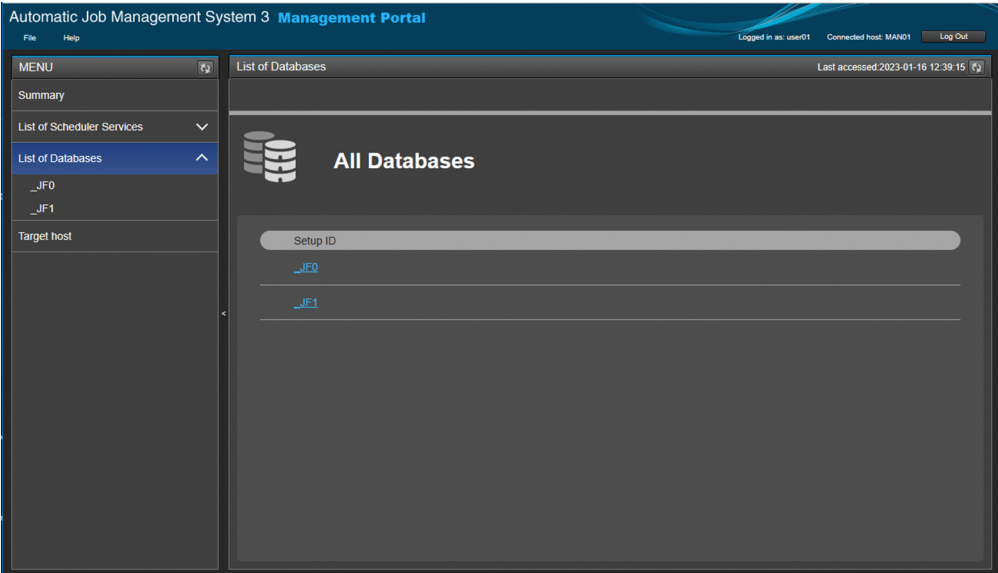 Automatic Job Management System 3 Management Portal
File Help
Logged in as: user01 Connected host: MAN01 Log Out
MENU
Summary
List of Scheduler Services
List of Databases
_JF0
_JF1
Target host
<
List of Databases
Last accessed:2023-01-16 12:39:15
All Databases
Setup ID
_JF0
_JF1